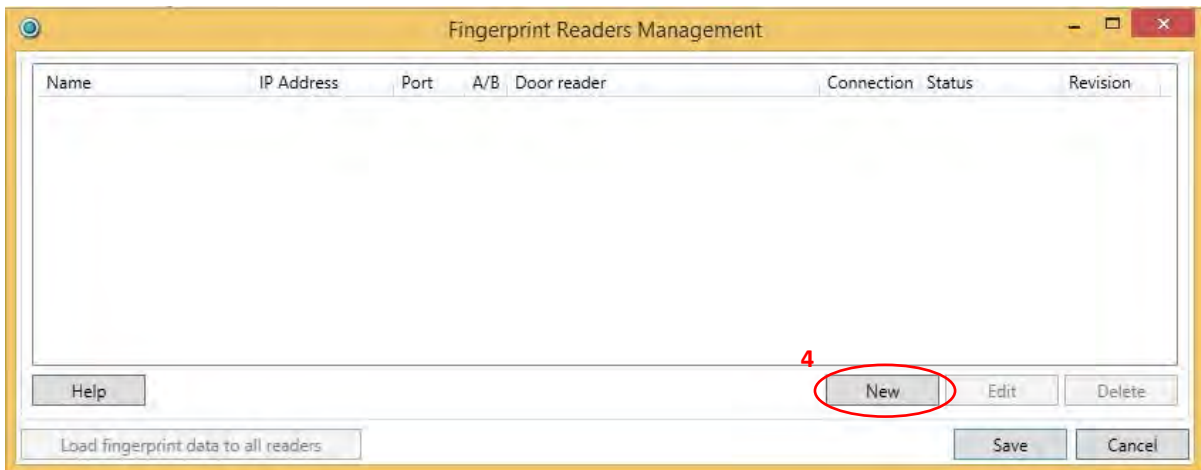 Fingerprint Readers Management
Name IP Address Port A/B Door reader Connection Status Revision
4
Help New Edit Delete
Load fingerprint data to all readers Save Cancel